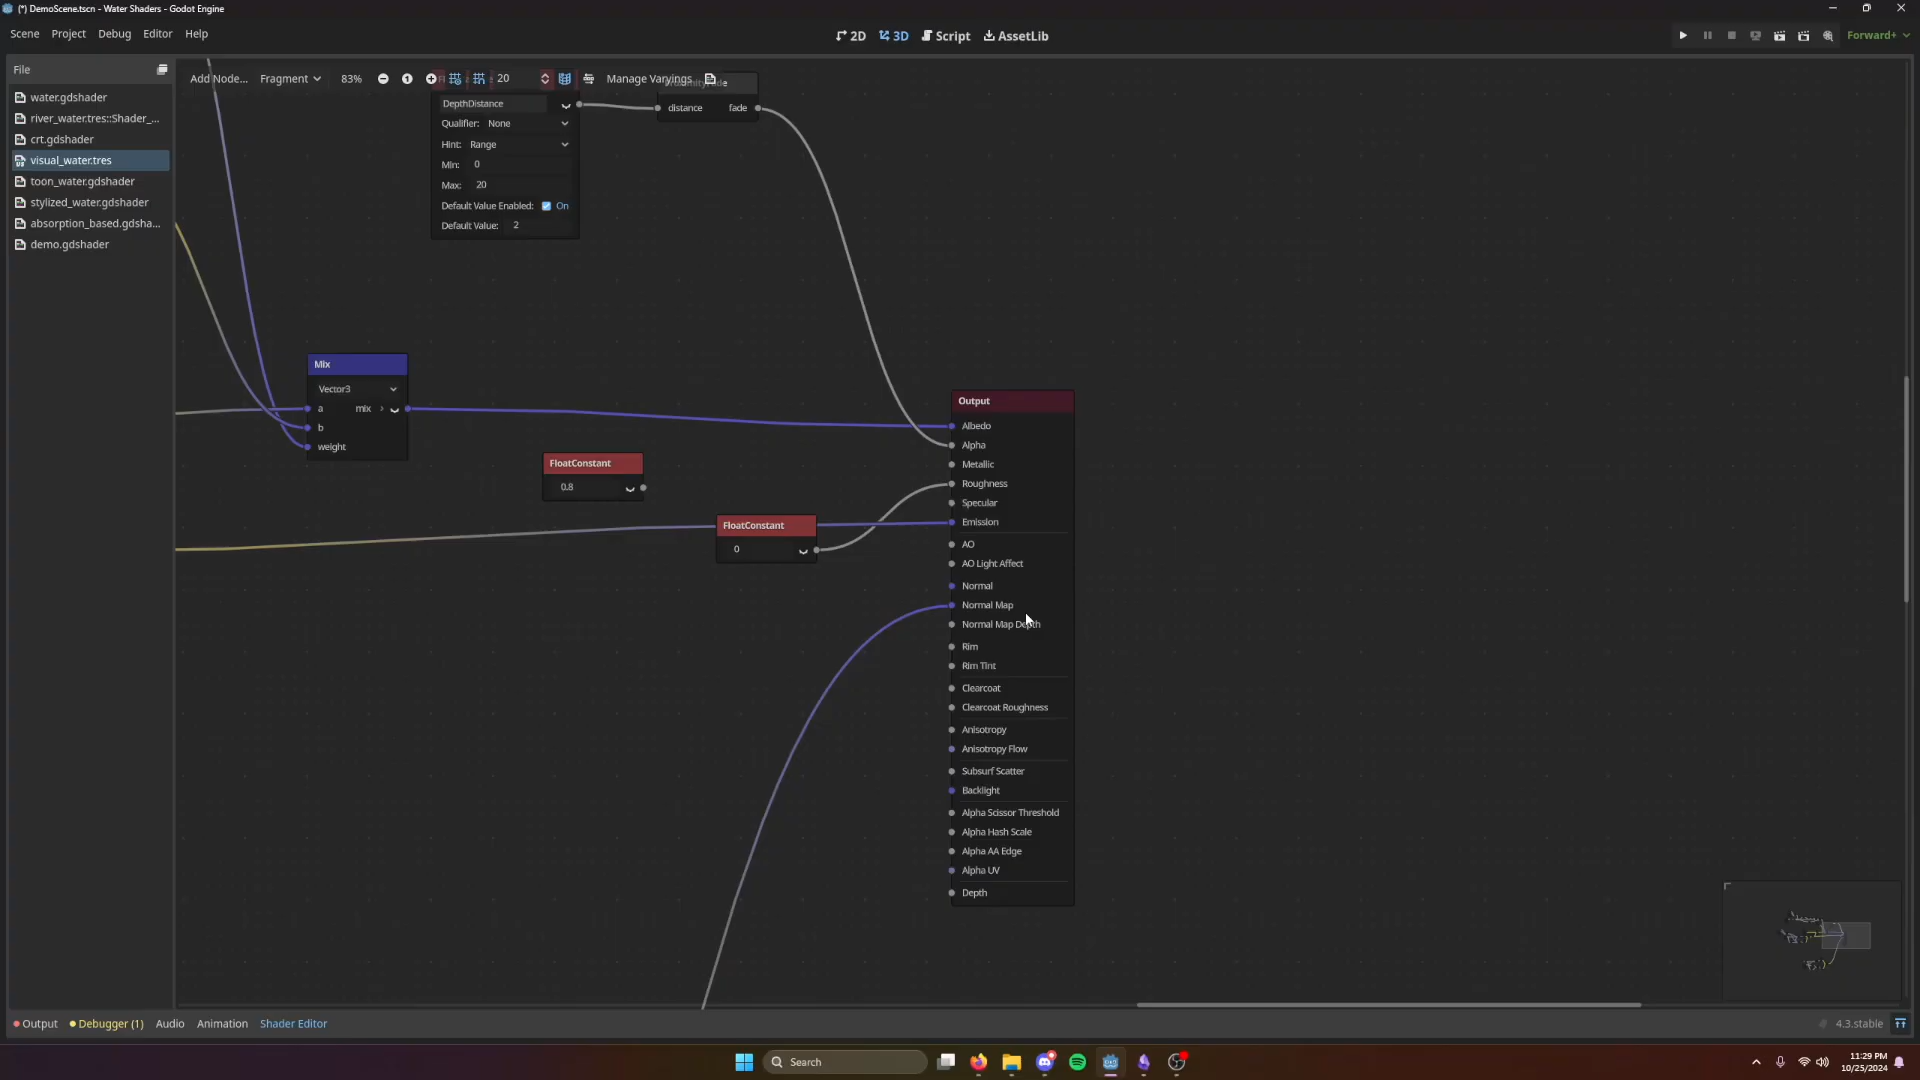 (*) DemoScene.tscn - Water Shaders - Godot Engine
Scene Project Debug Editor Help
2D 3D Script AssetLib
Forward+
File
water.gdshader
river_water.tres::Shader_...
crt.gdshader
visual_water.tres
toon_water.gdshader
stylized_water.gdshader
absorption_based.gdsha...
demo.gdshader
Add Node... Fragment 83% 20 Manage Varyings
DepthDistance
Qualifier: None
Hint: Range
Min: 0
Max: 20
Default Value Enabled: On
Default Value: 2
distance fade
Mix
Vector3
a mix
b
weight
FloatConstant
0.8
FloatConstant
0
Output
Albedo
Alpha
Metallic
Roughness
Specular
Emission
AO
AO Light Affect
Normal
Normal Map
Normal Map Depth
Rim
Rim Tint
Clearcoat
Clearcoat Roughness
Anisotropy
Anisotropy Flow
Subsurf Scatter
Backlight
Alpha Scissor Threshold
Alpha Hash Scale
Alpha AA Edge
Alpha UV
Depth
Output Debugger (1) Audio Animation Shader Editor
4.3.stable
Search
11:29 PM
10/25/2024